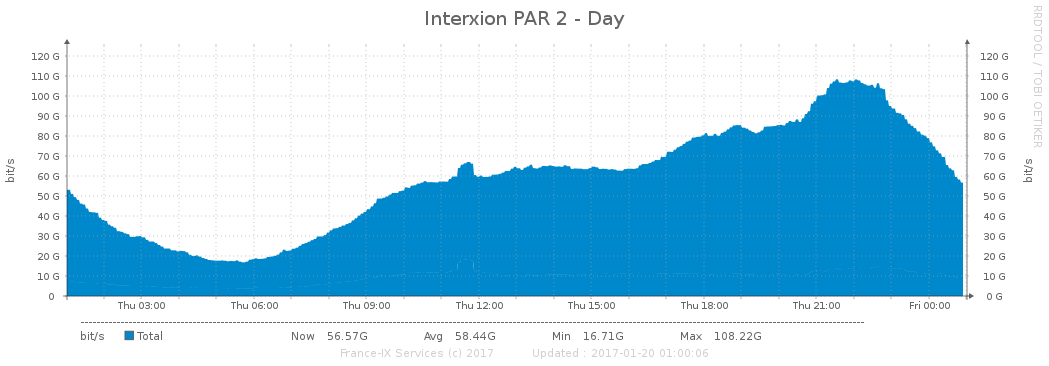 Interxion PAR 2 - Day
RRDTOOL / TOBI OETIKER
bit/s
120 G
110 G
100 G
90 G
80 G
70 G
60 G
50 G
40 G
30 G
20 G
10 G
0
120 G
110 G
100 G
90 G
80 G
70 G
60 G
50 G
40 G
30 G
20 G
10 G
0 G
bit/s
Thu 03:00 Thu 06:00 Thu 09:00 Thu 12:00 Thu 15:00 Thu 18:00 Thu 21:00 Fri 00:00
bit/s Total Now 56.57G Avg 58.44G Min 16.71G Max 108.22G
France-IX Services (c) 2017 Updated : 2017-01-20 01:00:06